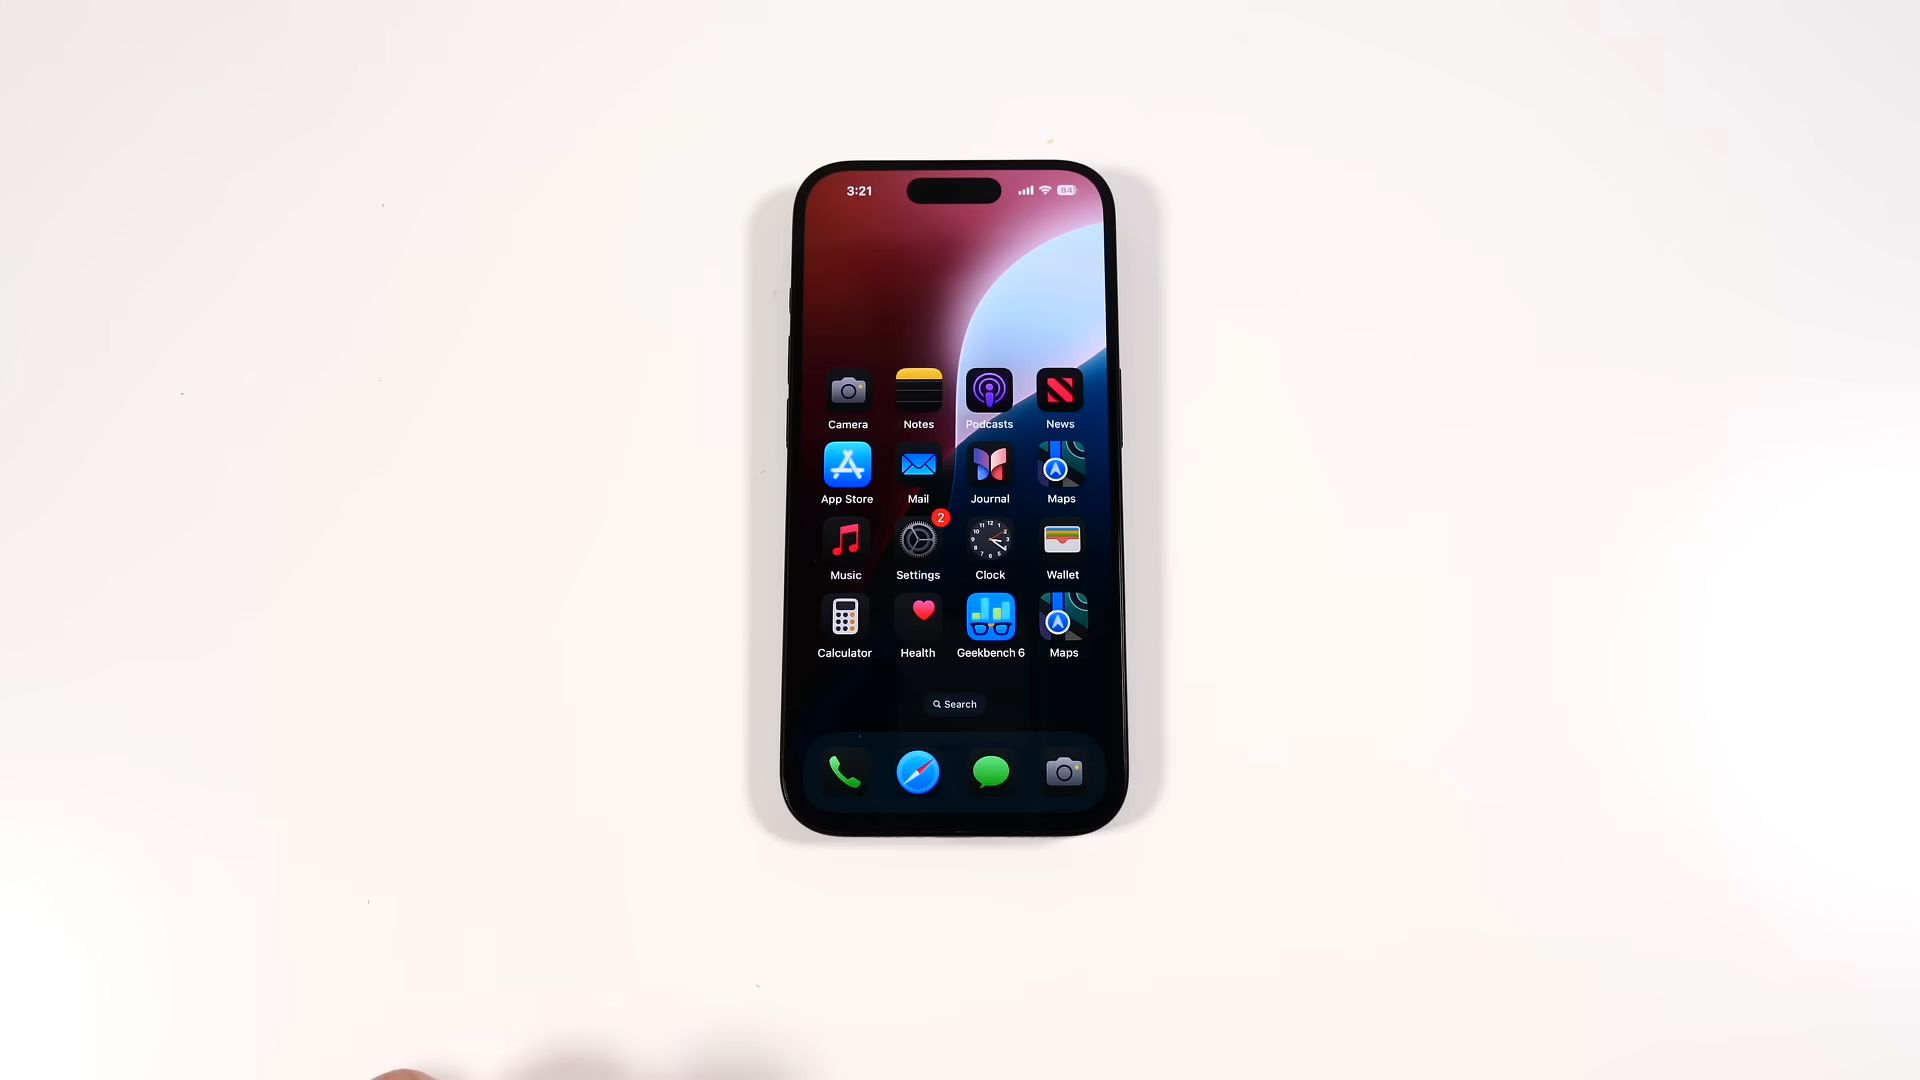 3:21 84
Camera Notes Podcasts News
App Store Mail Journal Maps
2
Music Settings Clock Wallet
Calculator Health Geekbench 6 Maps
Search